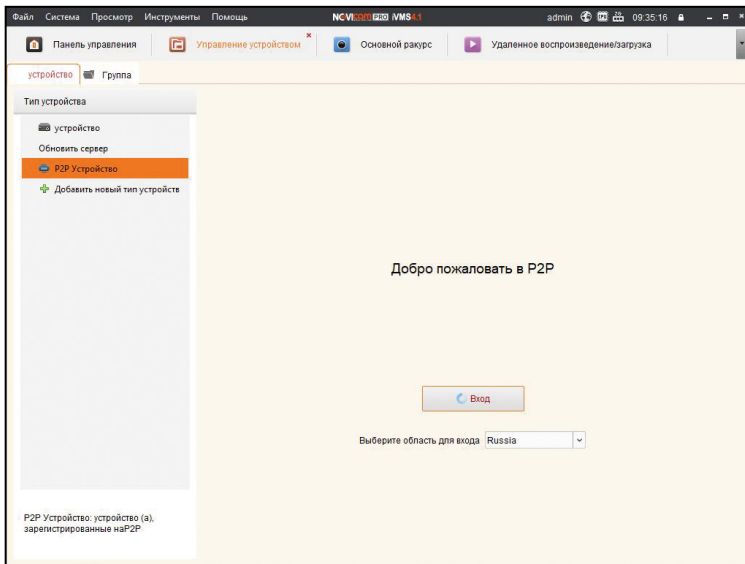 Файл Система Просмотр Инструменты Помощь NOVIcam PRO iVMS4.1 admin 09:35:16
Панель управления Управление устройством Основной ракурс Удаленное воспроизведение/загрузка
устройство Группа
Тип устройства
устройство
Обновить сервер
P2P Устройство
Добавить новый тип устройств
Добро пожаловать в P2P
Вход
Выберите область для входа Russia
P2P Устройство: устройство (а),
зарегистрированные наP2P